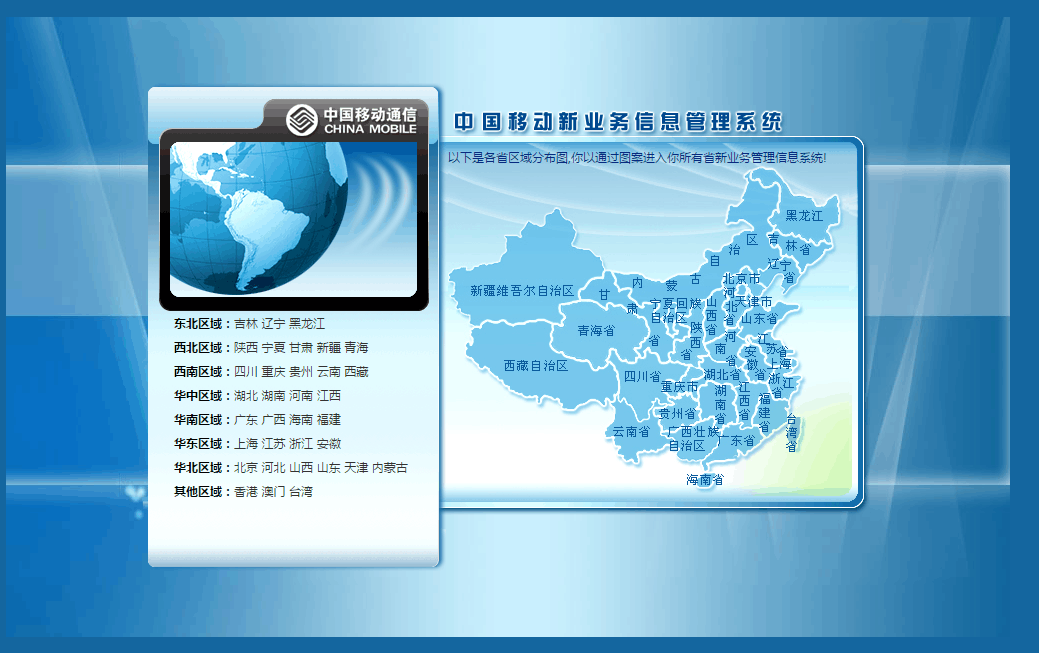 中国移动通信
CHINA MOBILE
东北区域：吉林 辽宁 黑龙江
西北区域：陕西 宁夏 甘肃 新疆 青海
西南区域：四川 重庆 贵州 云南 西藏
华中区域：湖北 湖南 河南 江西
华南区域：广东 广西 海南 福建
华东区域：上海 江苏 浙江 安徽
华北区域：北京 河北 山西 山东 天津 内蒙古
其他区域：香港 澳门 台湾
中国移动新业务信息管理系统
以下是各省区域分布图,你以通过图案进入你所有省新业务管理信息系统!
黑龙江
吉林省
辽宁省
内蒙古自治区
北京市
天津市
河北省
山西省
山东省
新疆维吾尔自治区
甘肃省
宁夏回族
自治区
青海省
陕西省
河南省
江苏省
安徽省
上海
西藏自治区
四川省
重庆市
湖北省
浙江省
湖南省
江西省
福建省
贵州省
云南省
广西壮族
自治区
广东省
台湾省
海南省